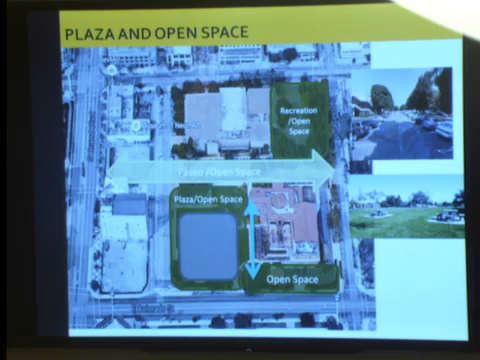 PLAZA AND OPEN SPACE
Recreation
/Open
Space
Paseo /Open Space
Plaza/Open Space
Open Space